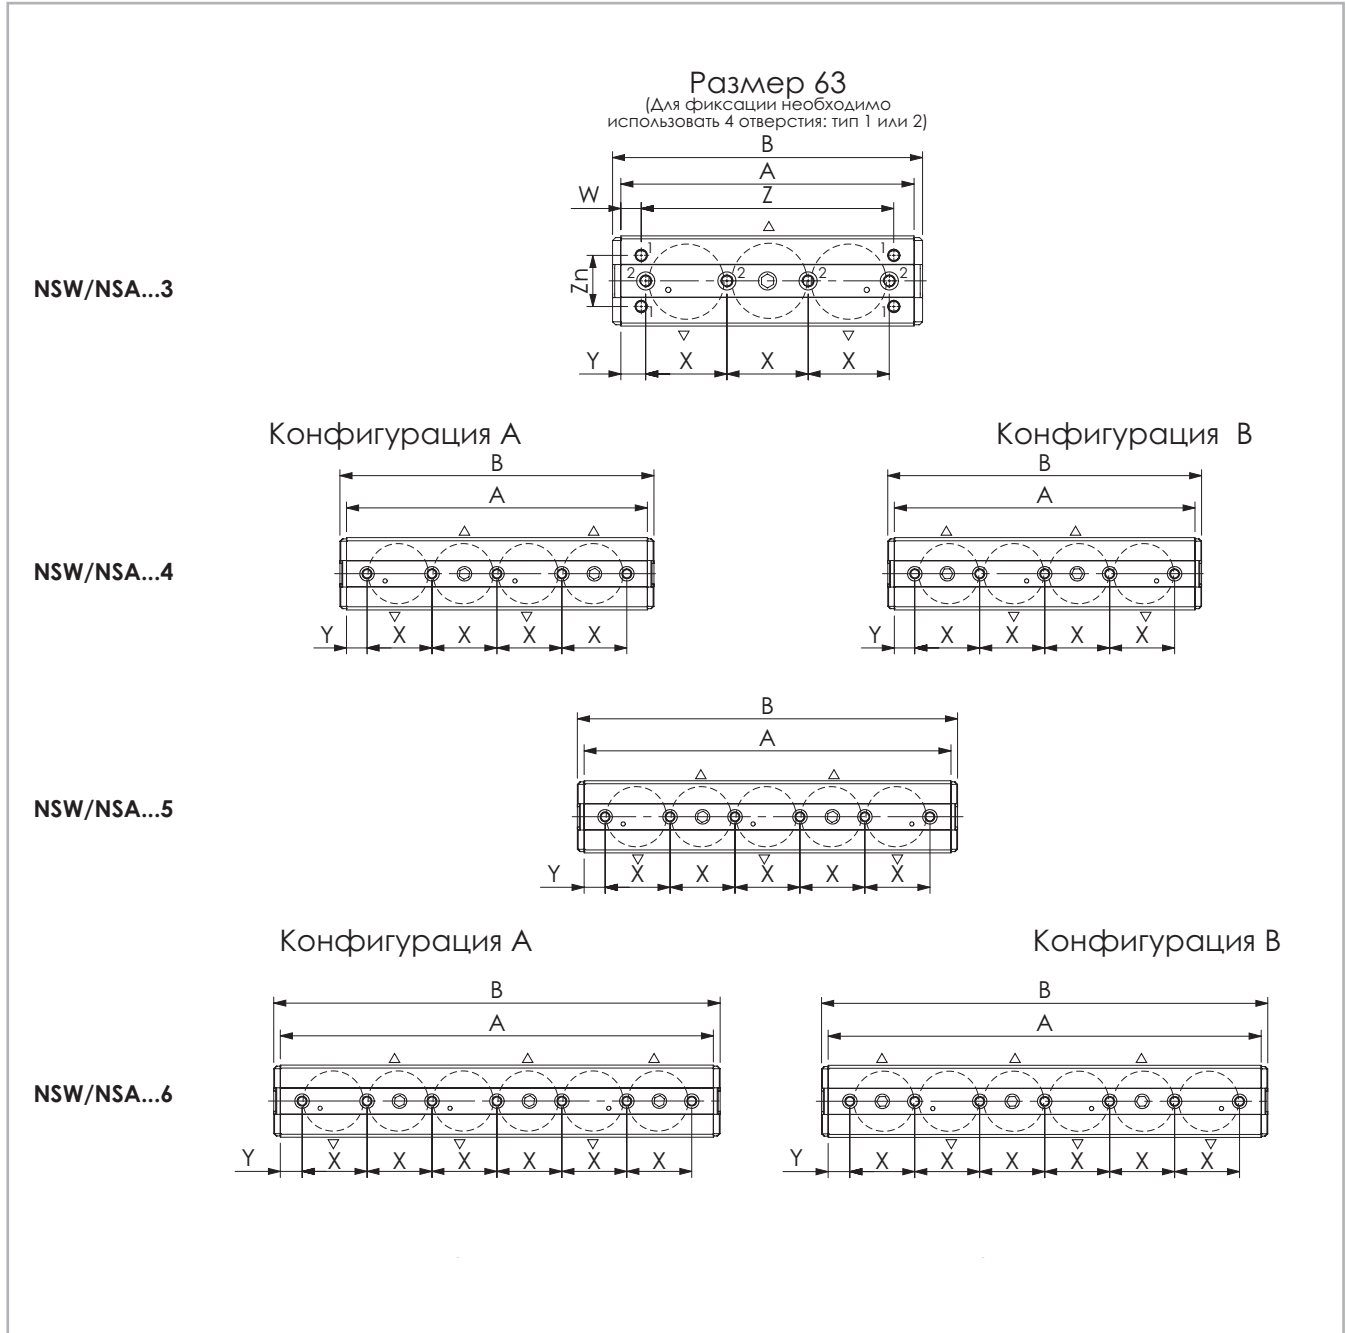 Размер 63
(Для фиксации необходимо
использовать 4 отверстия: тип 1 или 2)
B
A
W Z
1 1
NSW/NSA...3 Zn 2 2 2 2
1 1
Y X X X
Конфигурация A Конфигурация B
B B
A A
NSW/NSA...4
Y X X X X Y X X X X
B
A
NSW/NSA...5
Y X X X X X
Конфигурация A Конфигурация B
B B
A A
NSW/NSA...6
Y X X X X X X Y X X X X X X